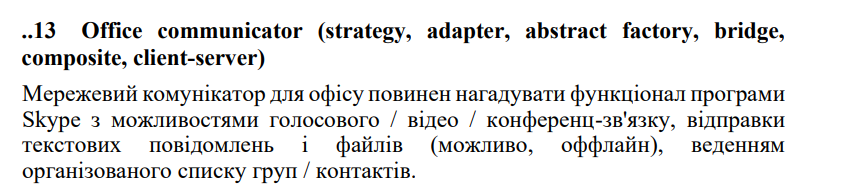 ..13 Office communicator (strategy, adapter, abstract factory, bridge,
composite, client-server)
Мережевий комунікатор для офісу повинен нагадувати функціонал програми
Skype з можливостями голосового / відео / конференц-зв'язку, відправки
текстових повідомлень і файлів (можливо, оффлайн), веденням
організованого списку груп / контактів.